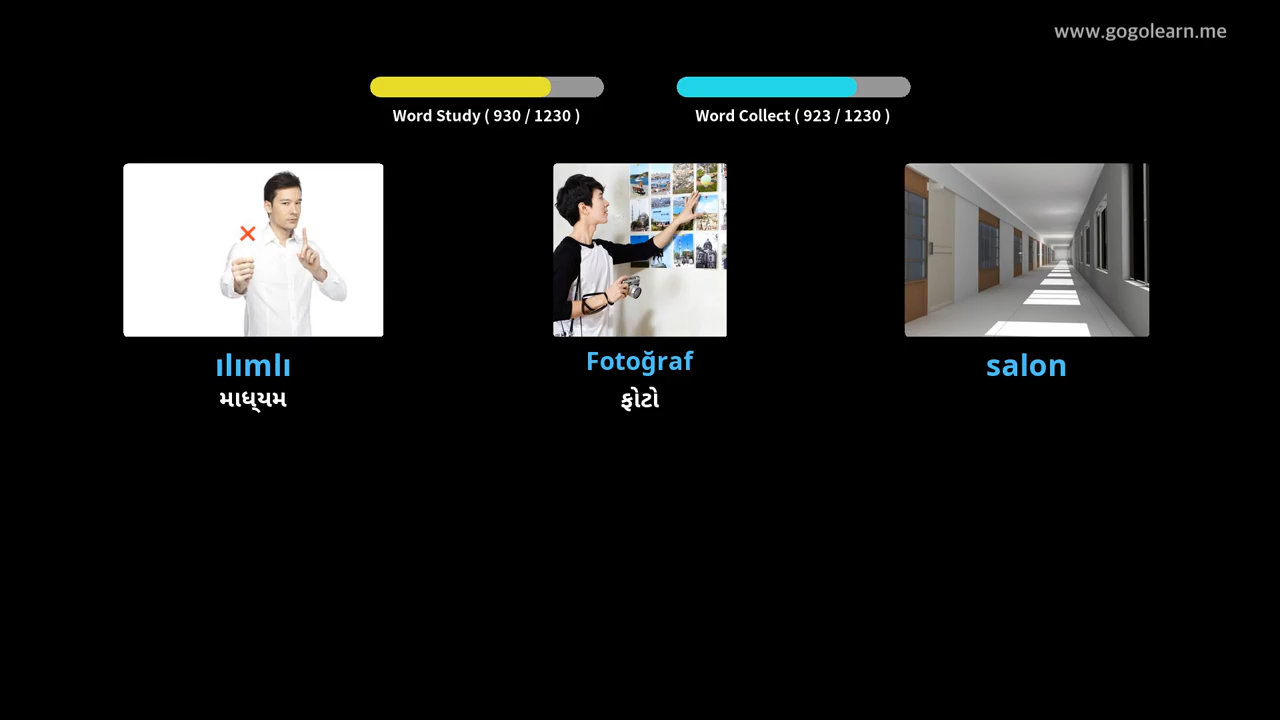 www.gogolearn.me
Word Study ( 930 / 1230 )
Word Collect ( 923 / 1230 )
ılımlı
માધ્યમ
Fotoğraf
ફોટો
salon